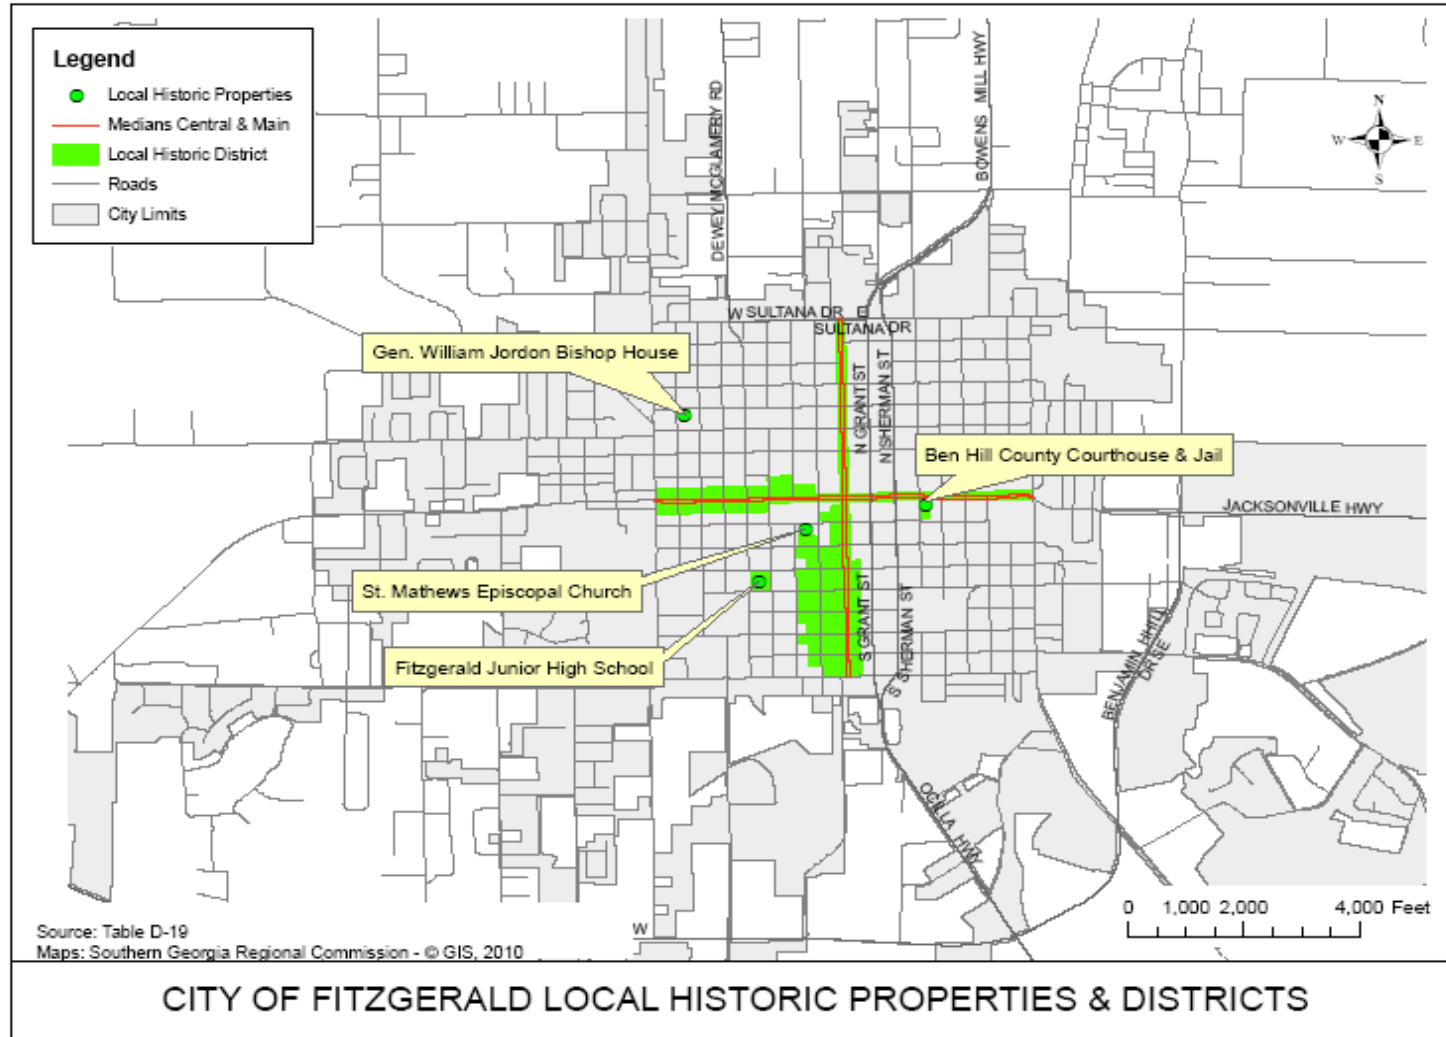 Legend
Local Historic Properties
Medians Central & Main
Local Historic District
Roads
City Limits
DEWEY MCGLAMERY RD
BOWENS MILL HWY
N
W
E
S
W SULTANA DR
E SULTANA DR
Gen. William Jordon Bishop House
N GRANT ST
N SHERMAN ST
Ben Hill County Courthouse & Jail
JACKSONVILLE HWY
St. Mathews Episcopal Church
Fitzgerald Junior High School
S GRANT ST
S SHERMAN ST
BENJAMIN H HILL
DR SE
OCILLA HWY
0 1,000 2,000 4,000 Feet
W
Source: Table D-19
Maps: Southern Georgia Regional Commission - © GIS, 2010
CITY OF FITZGERALD LOCAL HISTORIC PROPERTIES & DISTRICTS